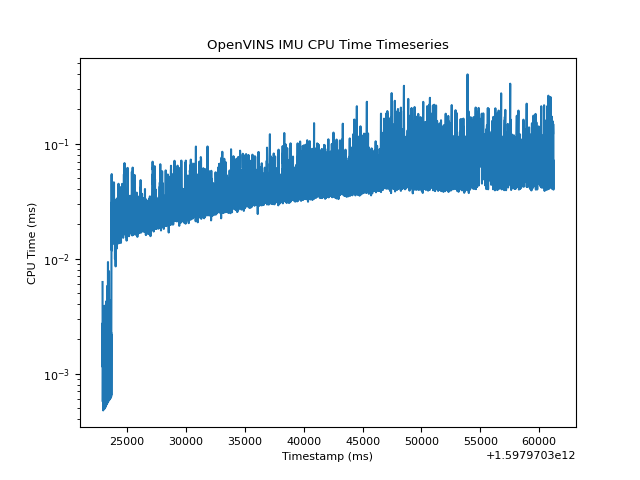 OpenVINS IMU CPU Time Timeseries
CPU Time (ms)
10⁻¹
10⁻²
10⁻³
25000 30000 35000 40000 45000 50000 55000 60000
Timestamp (ms)
+1.5979703e12